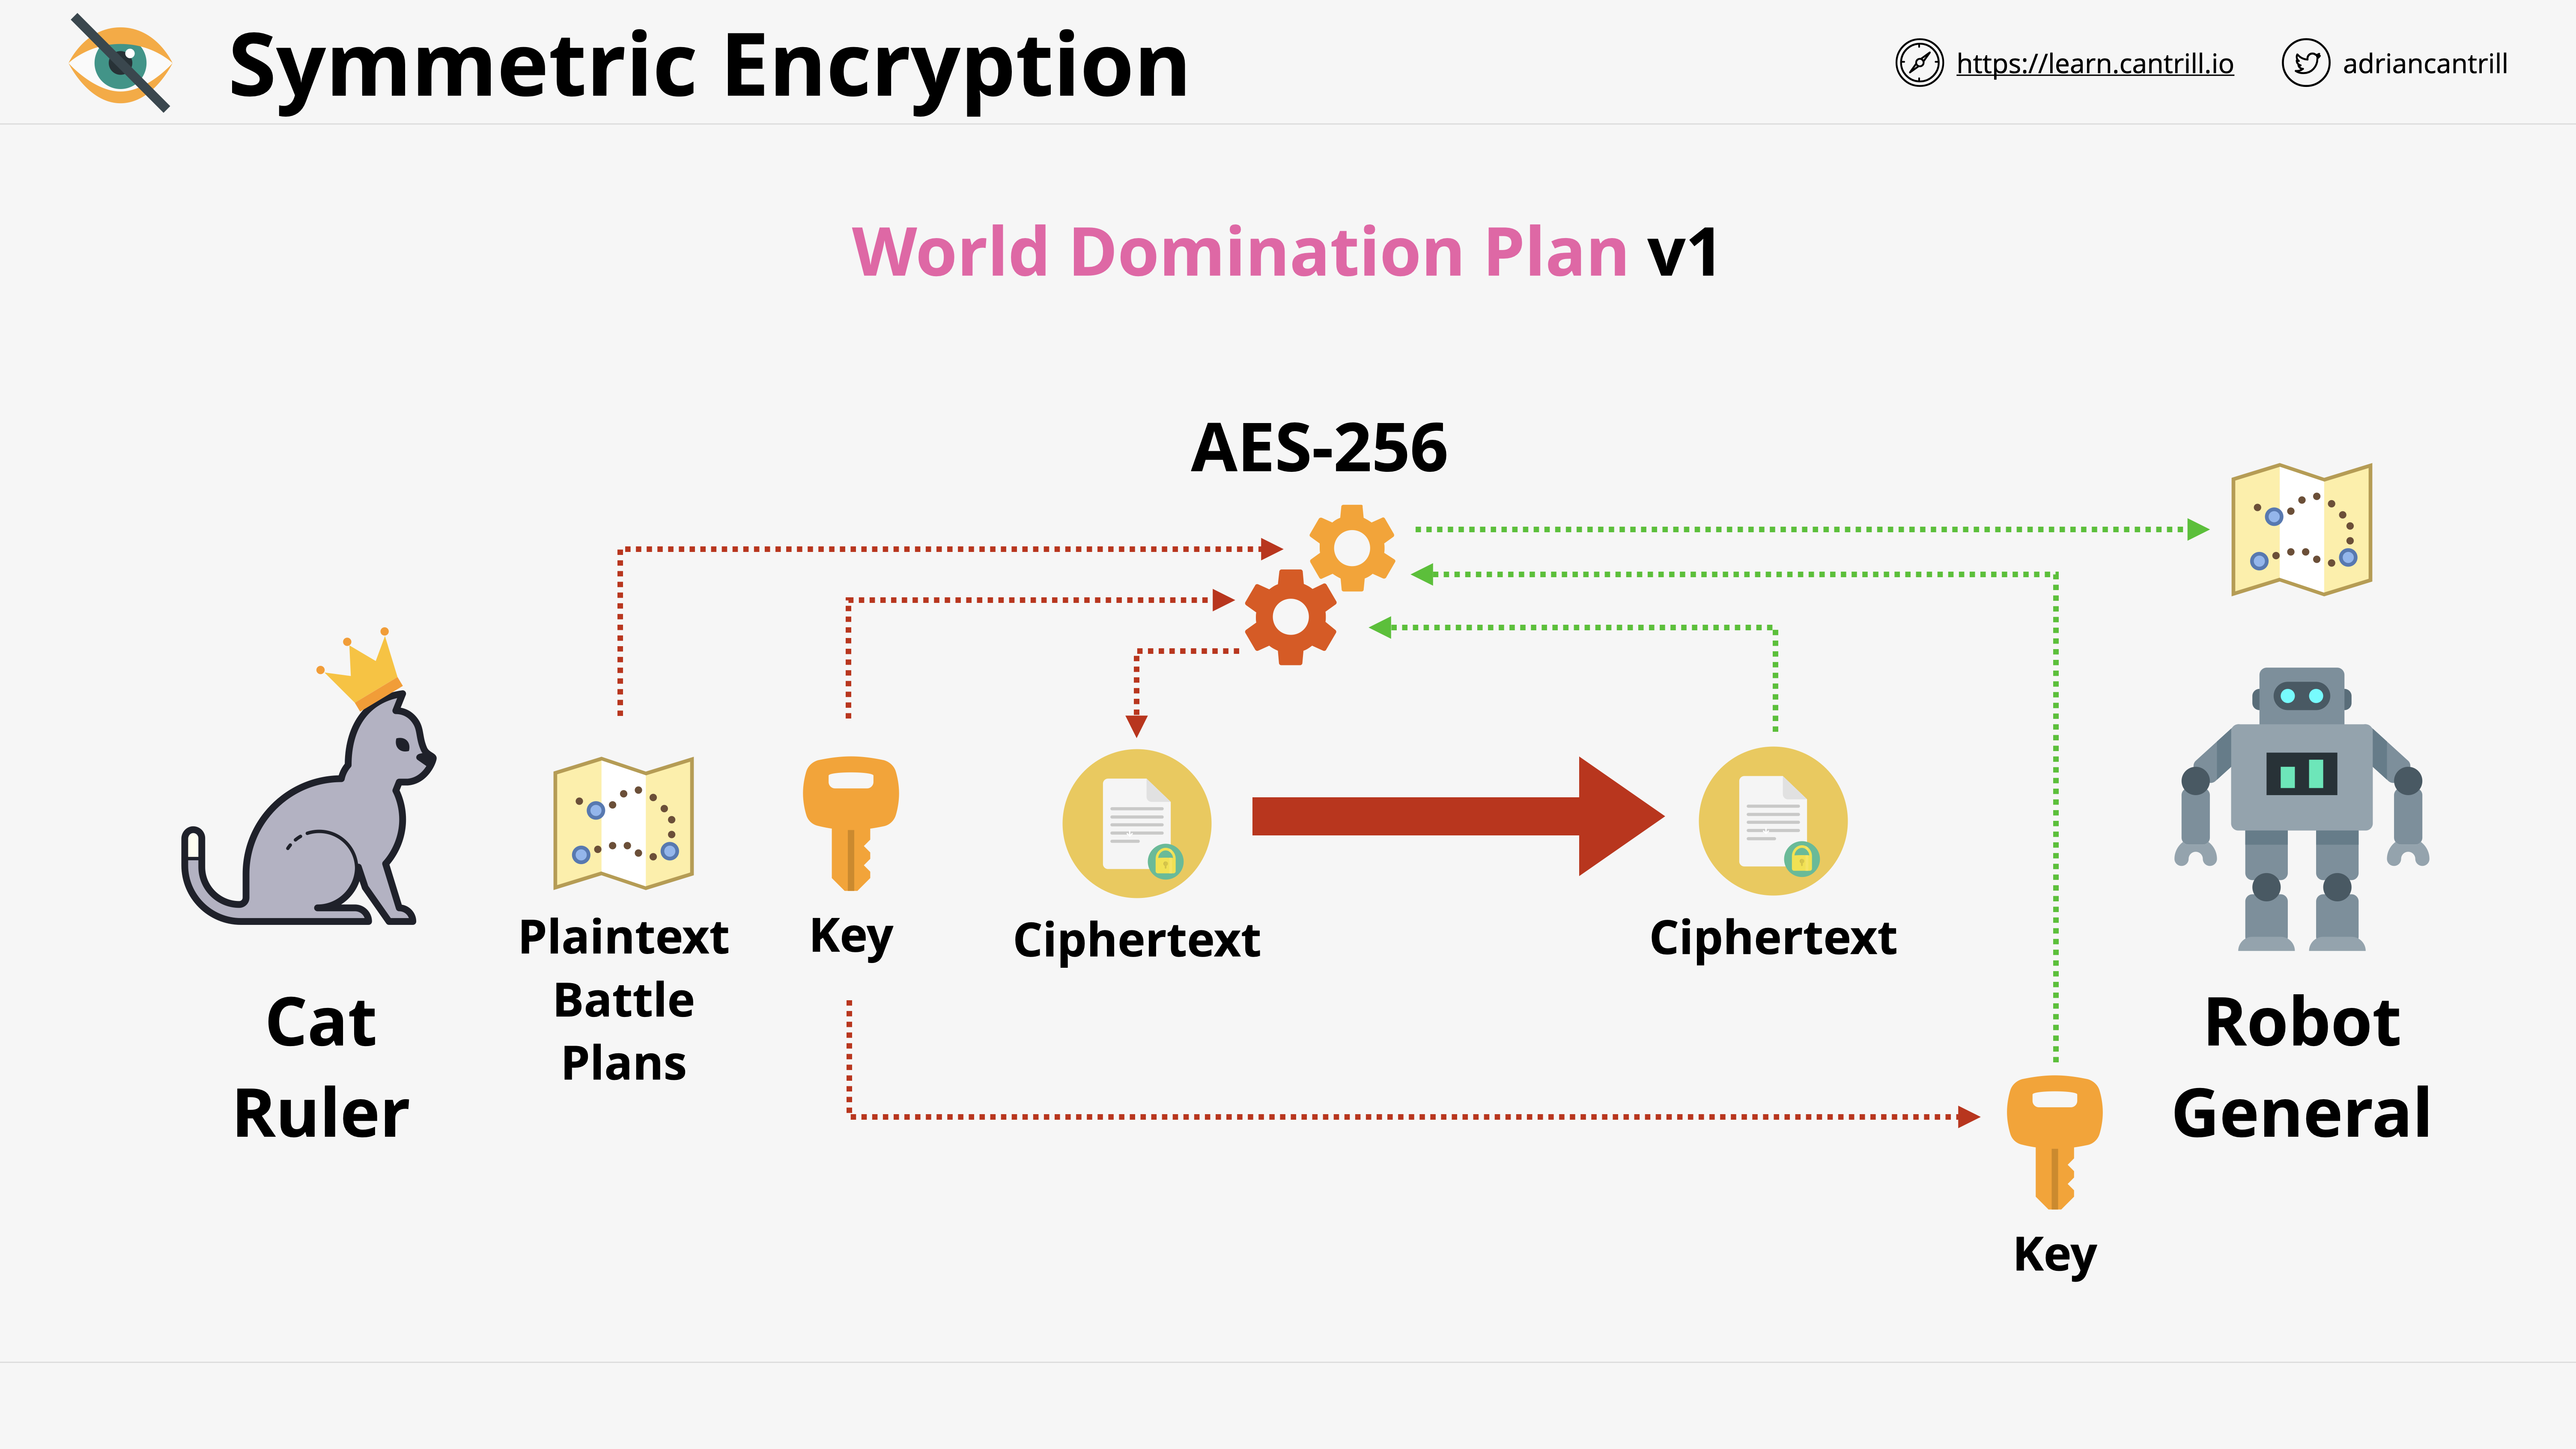 Symmetric Encryption
https://learn.cantrill.io
adriancantrill
World Domination Plan v1
AES-256
Plaintext
Battle
Plans
Key
Ciphertext
Ciphertext
Cat
Ruler
Robot
General
Key